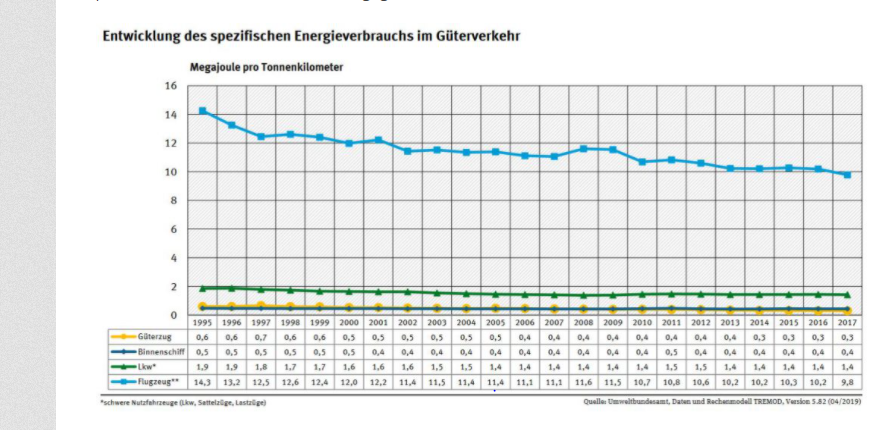 Entwicklung des spezifischen Energieverbrauchs im Güterverkehr
Megajoule pro Tonnenkilometer
16
14
12
10
8
6
4
2
0
1995 1996 1997 1998 1999 2000 2001 2002 2003 2004 2005 2006 2007 2008 2009 2010 2011 2012 2013 2014 2015 2016 2017
Güterzug 0,6 0,6 0,7 0,6 0,6 0,5 0,5 0,5 0,5 0,5 0,5 0,4 0,4 0,4 0,4 0,4 0,4 0,4 0,4 0,3 0,3 0,3 0,3
Binnenschiff 0,5 0,5 0,5 0,5 0,5 0,5 0,4 0,4 0,4 0,4 0,4 0,4 0,4 0,4 0,4 0,4 0,5 0,4 0,4 0,4 0,4 0,4 0,4
Lkw* 1,9 1,9 1,8 1,7 1,7 1,6 1,6 1,6 1,5 1,5 1,4 1,4 1,4 1,4 1,4 1,4 1,5 1,5 1,4 1,4 1,4 1,4 1,4
Flugzeug** 14,3 13,2 12,5 12,6 12,4 12,0 12,2 11,4 11,5 11,4 11,4 11,1 11,1 11,6 11,5 10,7 10,8 10,6 10,2 10,2 10,3 10,2 9,8
*schwere Nutzfahrzeuge (Lkw, Sattelzüge, Lastzüge)
Quelle: Umweltbundesamt, Daten und Rechenmodell TREMOD, Version 5.82 (04/2019)